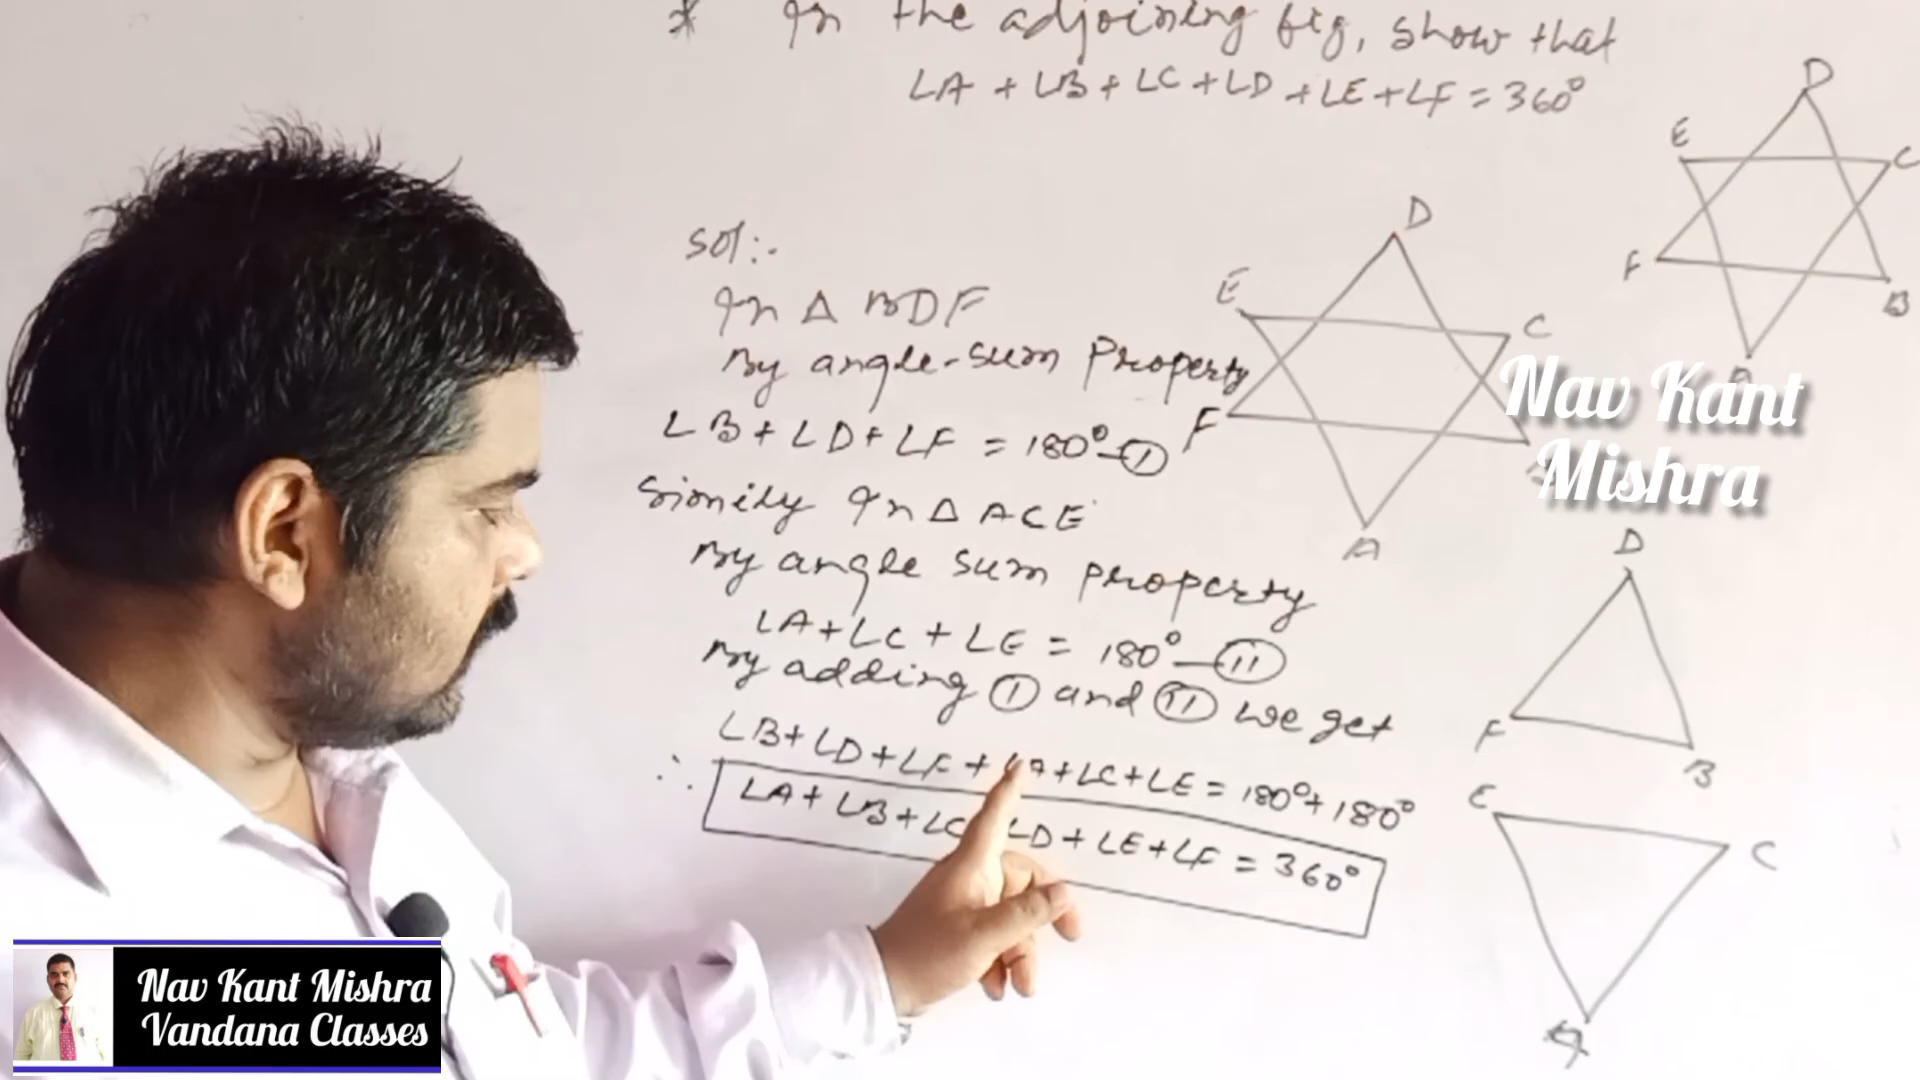 * In the adjoining fig, show that
∠A + ∠B + ∠C + ∠D + ∠E + ∠F = 360°
D
E
C
F
B
sol:-
In Δ BDF
By angle-sum Property
∠B + ∠D + ∠F = 180° — (I)
D
E
C
F
A
Simily In Δ ACE
By angle sum property
∠A + ∠C + ∠E = 180° — (II)
By adding (I) and (II) we get
∠B + ∠D + ∠F + ∠A + ∠C + ∠E = 180° + 180°
∴ ∠A + ∠B + ∠C ∠D + ∠E + ∠F = 360°
Nav Kant
Mishra
D
F
B
E
C
A
Nav Kant Mishra
Vandana Classes